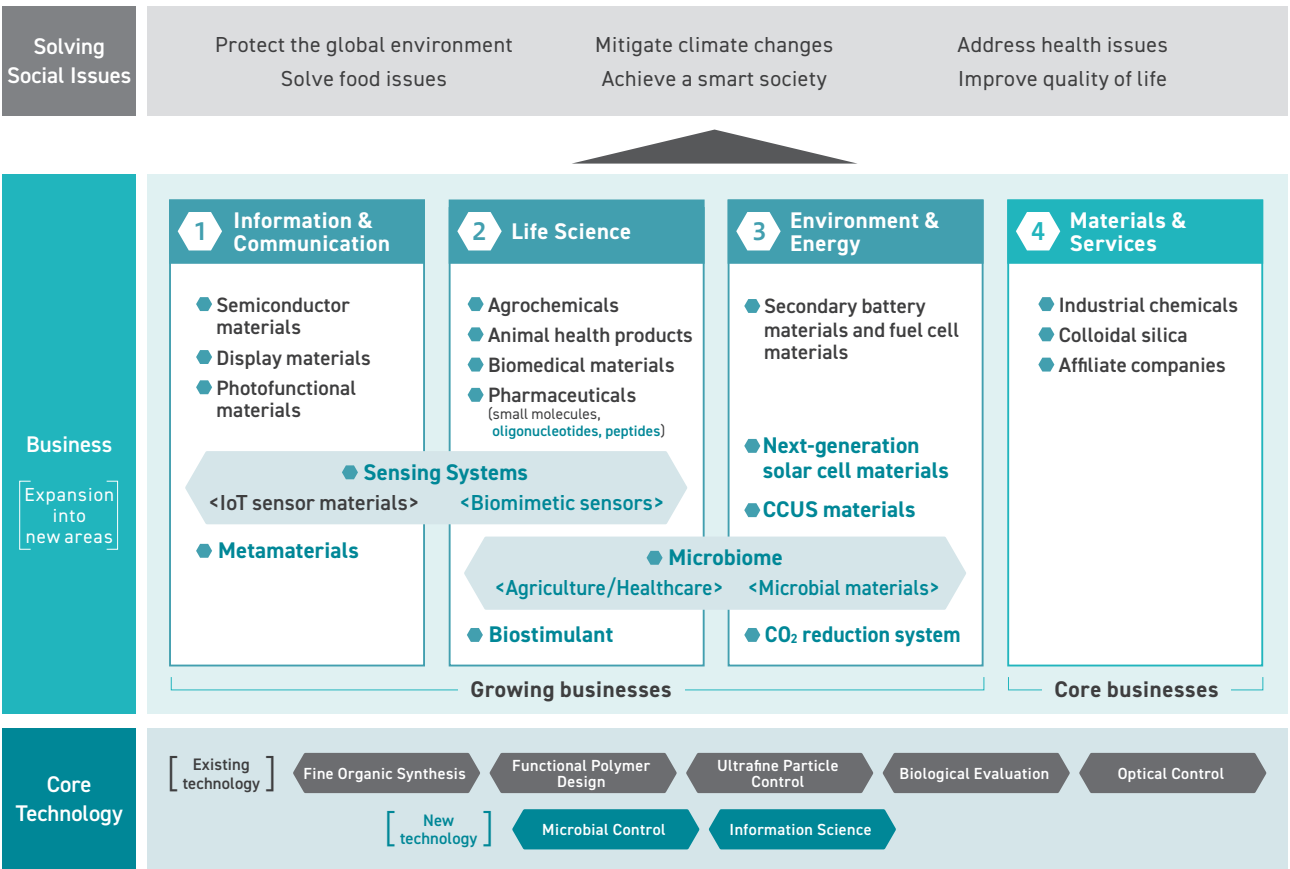 Solving
Social Issues
Protect the global environment
Mitigate climate changes
Address health issues
Solve food issues
Achieve a smart society
Improve quality of life
Business
[Expansion
into
new areas]
1
Information &
Communication
Semiconductor
materials
Display materials
Photofunctional
materials
2
Life Science
Agrochemicals
Animal health products
Biomedical materials
Pharmaceuticals
(small molecules,
oligonucleotides, peptides)
3
Environment &
Energy
Secondary battery
materials and fuel cell
materials
Next-generation
solar cell materials
CCUS materials
4
Materials &
Services
Industrial chemicals
Colloidal silica
Affiliate companies
Sensing Systems
<IoT sensor materials>
<Biomimetic sensors>
Metamaterials
Microbiome
<Agriculture/Healthcare>
<Microbial materials>
Biostimulant
CO₂ reduction system
Growing businesses
Core businesses
Core
Technology
[Existing
technology]
Fine Organic Synthesis
Functional Polymer
Design
Ultrafine Particle
Control
Biological Evaluation
Optical Control
[New
technology]
Microbial Control
Information Science